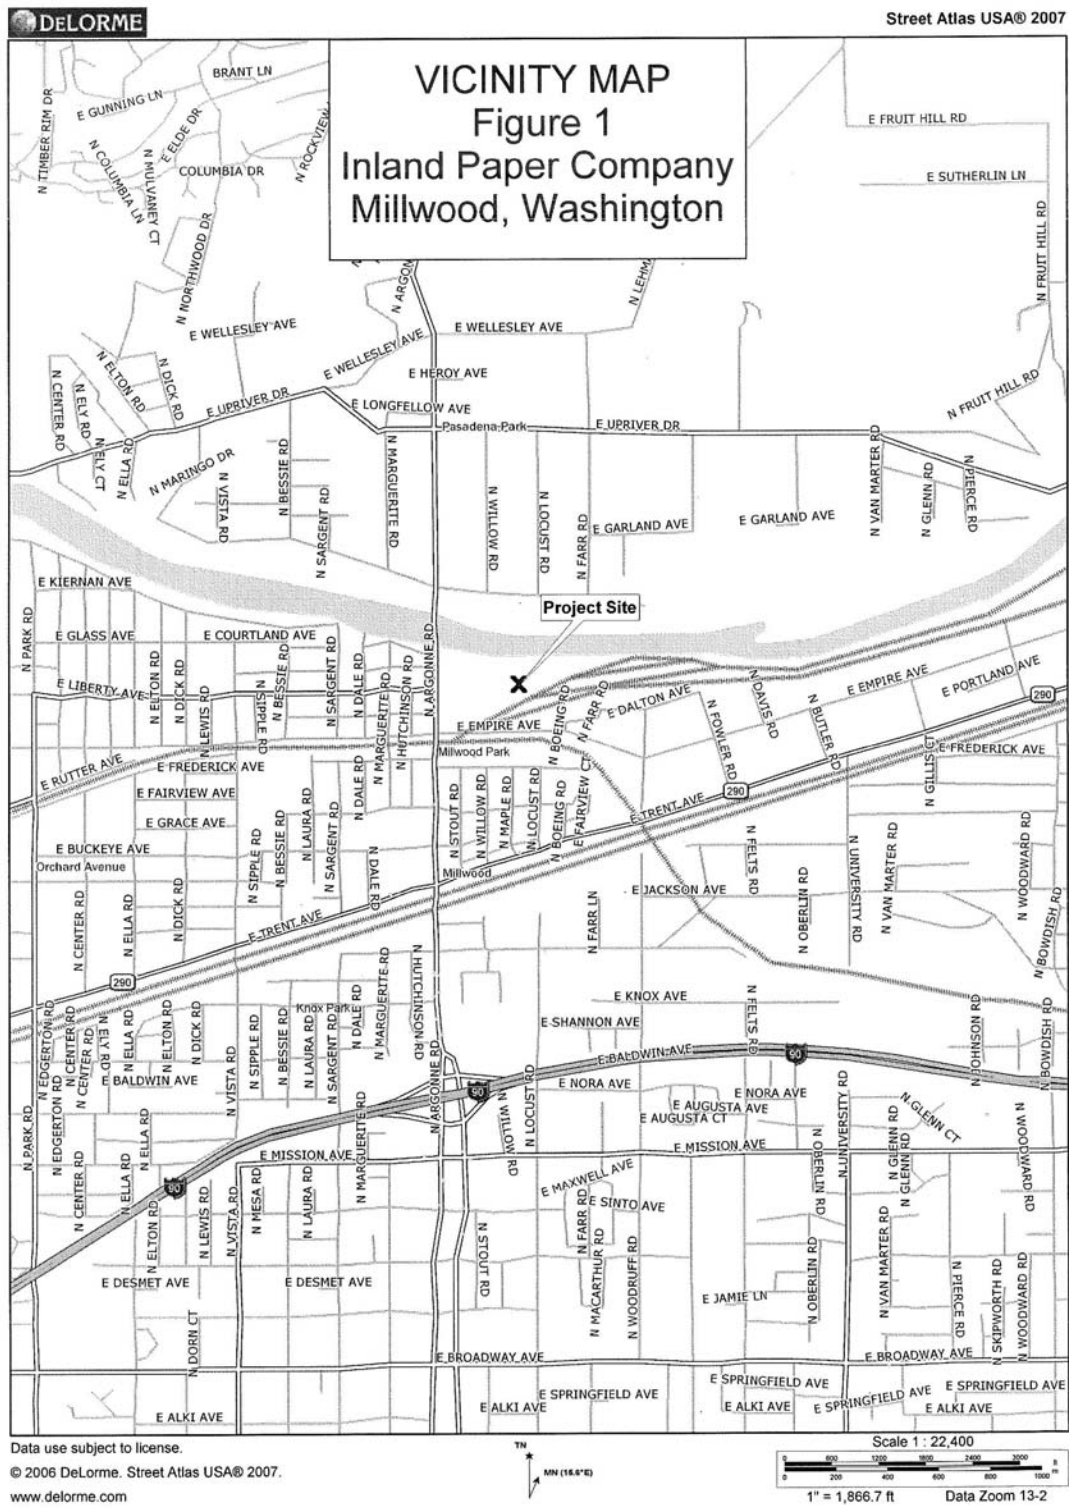 DELORME
Street Atlas USA® 2007
VICINITY MAP
Figure 1
Inland Paper Company
Millwood, Washington
BRANT LN
E GUNNING LN
N TIMBER RIM DR
E ELDE DR
N COLUMBIA LN
N MULVANEY CT
COLUMBIA DR
N ROCKVIEW
N NORTHWOOD DR
E FRUIT HILL RD
E SUTHERLIN LN
N FRUIT HILL RD
N ARGON
N LEHMA
E WELLESLEY AVE
E WELLESLEY AVE
E WELLESLEY AVE
E HEROY AVE
N ELTON RD
N DICK RD
N CENTER RD
N ELY RD
E UPRIVER DR
E LONGFELLOW AVE
Pasadena Park
E UPRIVER DR
N FRUIT HILL RD
N ELY CT
N ELLA RD
N MARINGO DR
N VISTA RD
N BESSIE RD
N SARGENT RD
N MARGUERITE RD
N WILLOW RD
N LOCUST RD
N FARR RD
E GARLAND AVE
E GARLAND AVE
N VAN MARTER RD
N GLENN RD
N PIERCE RD
E KIERNAN AVE
Project Site
N PARK RD
E GLASS AVE
E COURTLAND AVE
E LIBERTY AVE
N ELTON RD
N DICK RD
N LEWIS RD
N SIPPLE RD
N BESSIE RD
N SARGENT RD
N DALE RD
N MARGUERITE RD
N HUTCHINSON RD
N ARGONNE RD
X
E EMPIRE AVE
N BOEING RD
N FARR RD
E DALTON AVE
N FOWLER RD
N DAVIS RD
N BUTLER RD
E EMPIRE AVE
E PORTLAND AVE
290
Millwood Park
E RUTTER AVE
E FREDERICK AVE
E FREDERICK AVE
N GILLIS CT
E FAIRVIEW AVE
E GRACE AVE
E BUCKEYE AVE
Orchard Avenue
N SIPPLE RD
N BESSIE RD
N LAURA RD
N SARGENT RD
N DALE RD
N DALE RD
N STOUT RD
N WILLOW RD
N MAPLE RD
N LOCUST RD
N BOEING RD
E FAIRVIEW CT
E TRENT AVE
290
Millwood
E JACKSON AVE
N FELTS RD
N OBERLIN RD
N UNIVERSITY RD
N VAN MARTER RD
N WOODWARD RD
N BOWDISH RD
N CENTER RD
N ELLA RD
N DICK RD
E TRENT AVE
N FARR LN
290
N MARGUERITE RD
N HUTCHINSON RD
Knox Park
E KNOX AVE
E SHANNON AVE
N FELTS RD
N JOHNSON RD
N BOWDISH RD
N EDGERTON RD
N CENTER RD
N CENTER RD
N ELY RD
N ELLA RD
N ELTON RD
N DICK RD
N VISTA RD
N SIPPLE RD
N BESSIE RD
N LAURA RD
N SARGENT RD
N DALE RD
E BALDWIN AVE
E BALDWIN AVE
90
90
E NORA AVE
E NORA AVE
E AUGUSTA AVE
E AUGUSTA CT
N PARK RD
N EDGERTON RD
N ELLA RD
N ARGONNE RD
N WILLOW RD
N LOCUST RD
N UNIVERSITY RD
N GLENN CT
N GLENN RD
N GLENN RD
N WOODWARD RD
E MISSION AVE
E MISSION AVE
N MARGUERITE RD
N OBERLIN RD
N CENTER RD
N ELLA RD
90
N ELTON RD
N LEWIS RD
N VISTA RD
N MESA RD
N LAURA RD
E MAXWELL AVE
E SINTO AVE
N FARR RD
N MACARTHUR RD
N WOODRUFF RD
N STOUT RD
E DESMET AVE
E DESMET AVE
N DORN CT
E JAMIE LN
N OBERLIN RD
N VAN MARTER RD
N PIERCE RD
N SKIPWORTH RD
N WOODWARD RD
E BROADWAY AVE
E BROADWAY AVE
E SPRINGFIELD AVE
E SPRINGFIELD AVE
E SPRINGFIELD AVE
E SPRINGFIELD AVE
E ALKI AVE
E ALKI AVE
E ALKI AVE
E ALKI AVE
Data use subject to license.
© 2006 DeLorme. Street Atlas USA® 2007.
www.delorme.com
TN
MN (15.6°E)
Scale 1 : 22,400
0 600 1200 1800 2400 3000 ft
0 200 400 600 800 1000 m
1" = 1,866.7 ft Data Zoom 13-2